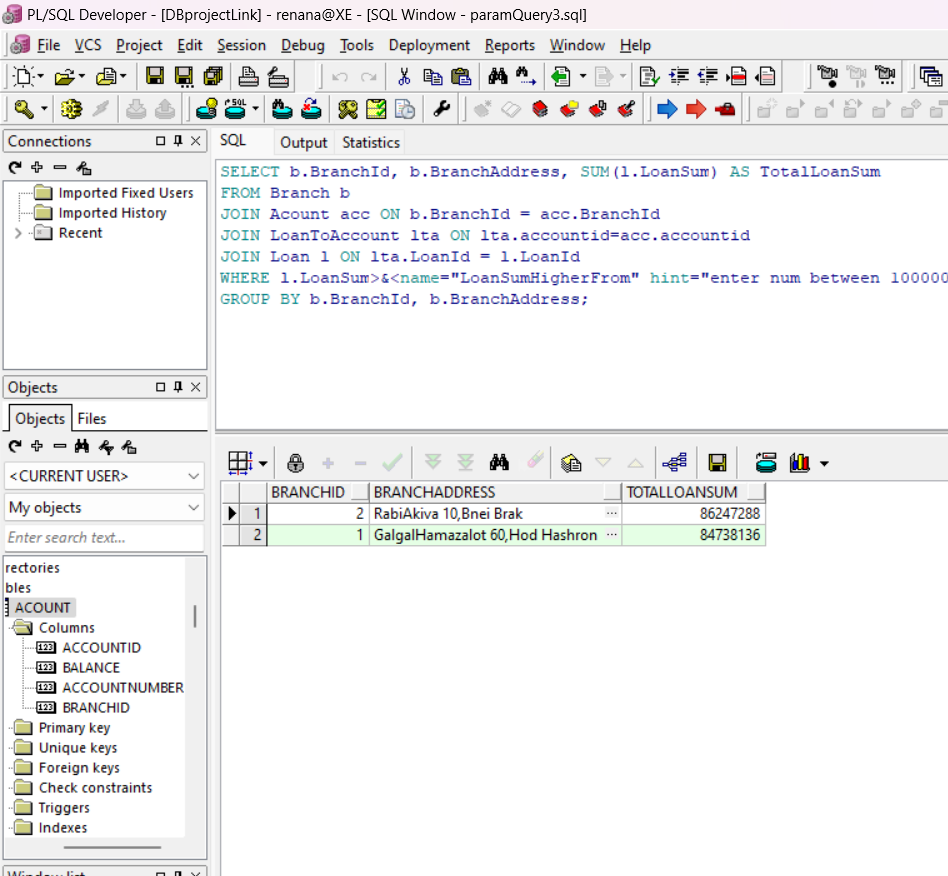 PL/SQL Developer - [DBprojectLink] - renana@XE - [SQL Window - paramQuery3.sql]
File VCS Project Edit Session Debug Tools Deployment Reports Window Help
SQL
Connections
SQL Output Statistics
Imported Fixed Users
Imported History
Recent
SELECT b.BranchId, b.BranchAddress, SUM(l.LoanSum) AS TotalLoanSum
FROM Branch b
JOIN Acount acc ON b.BranchId = acc.BranchId
JOIN LoanToAccount lta ON lta.accountid=acc.accountid
JOIN Loan l ON lta.LoanId = l.LoanId
WHERE l.LoanSum>&<name="LoanSumHigherFrom" hint="enter num between 100000
GROUP BY b.BranchId, b.BranchAddress;
Objects
Objects Files
<CURRENT USER>
My objects
Enter search text...
rectories
bles
ACOUNT
Columns
ACCOUNTID
BALANCE
ACCOUNTNUMBER
BRANCHID
Primary key
Unique keys
Foreign keys
Check constraints
Triggers
Indexes
Window list
BRANCHID BRANCHADDRESS TOTALLOANSUM
1 2 RabiAkiva 10,Bnei Brak ... 86247288
2 1 GalgalHamazalot 60,Hod Hashron ... 84738136